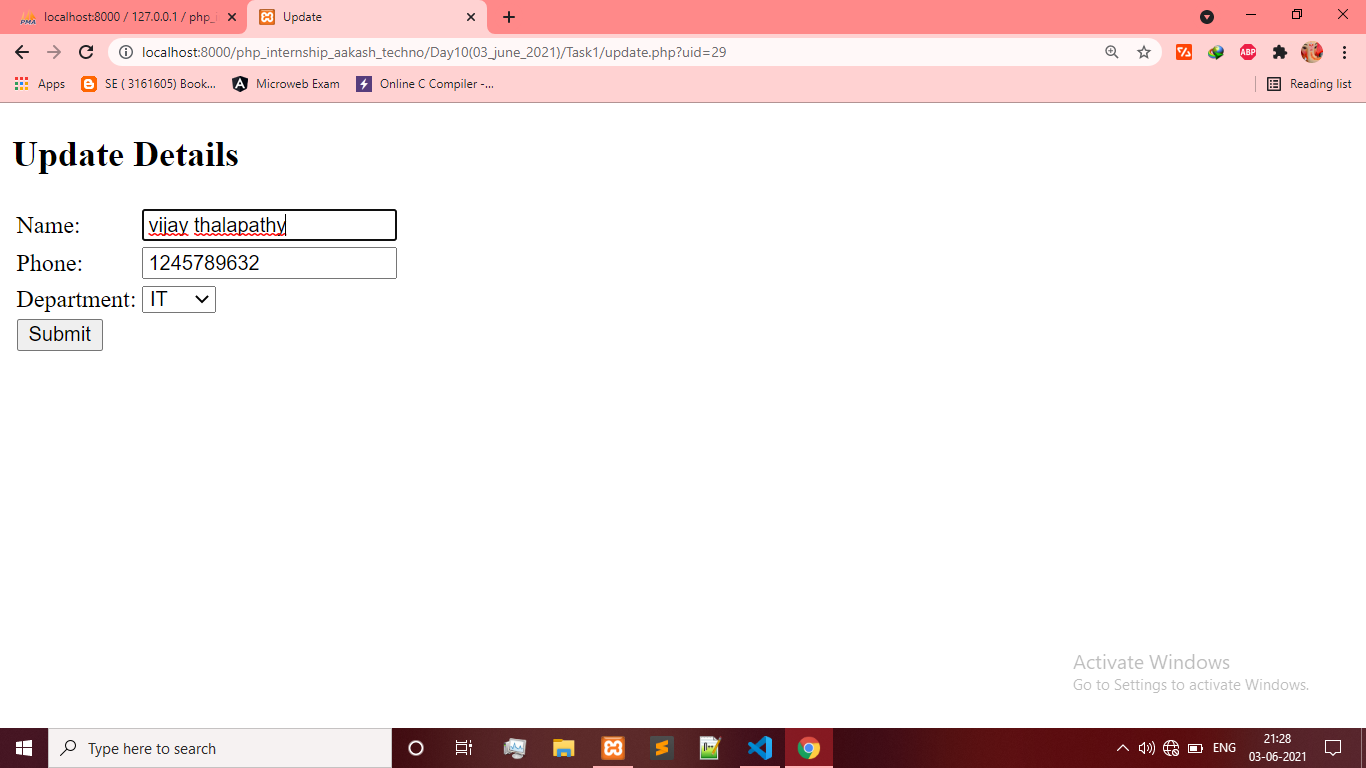 localhost:8000 / 127.0.0.1 / php_i
Update
localhost:8000/php_internship_aakash_techno/Day10(03_june_2021)/Task1/update.php?uid=29
ABP
Apps
SE ( 3161605) Book...
Microweb Exam
Online C Compiler -...
Reading list
Update Details
Name: vijay thalapathy
Phone: 1245789632
Department: IT
Submit
Activate Windows
Go to Settings to activate Windows.
Type here to search
ENG
21:28
03-06-2021